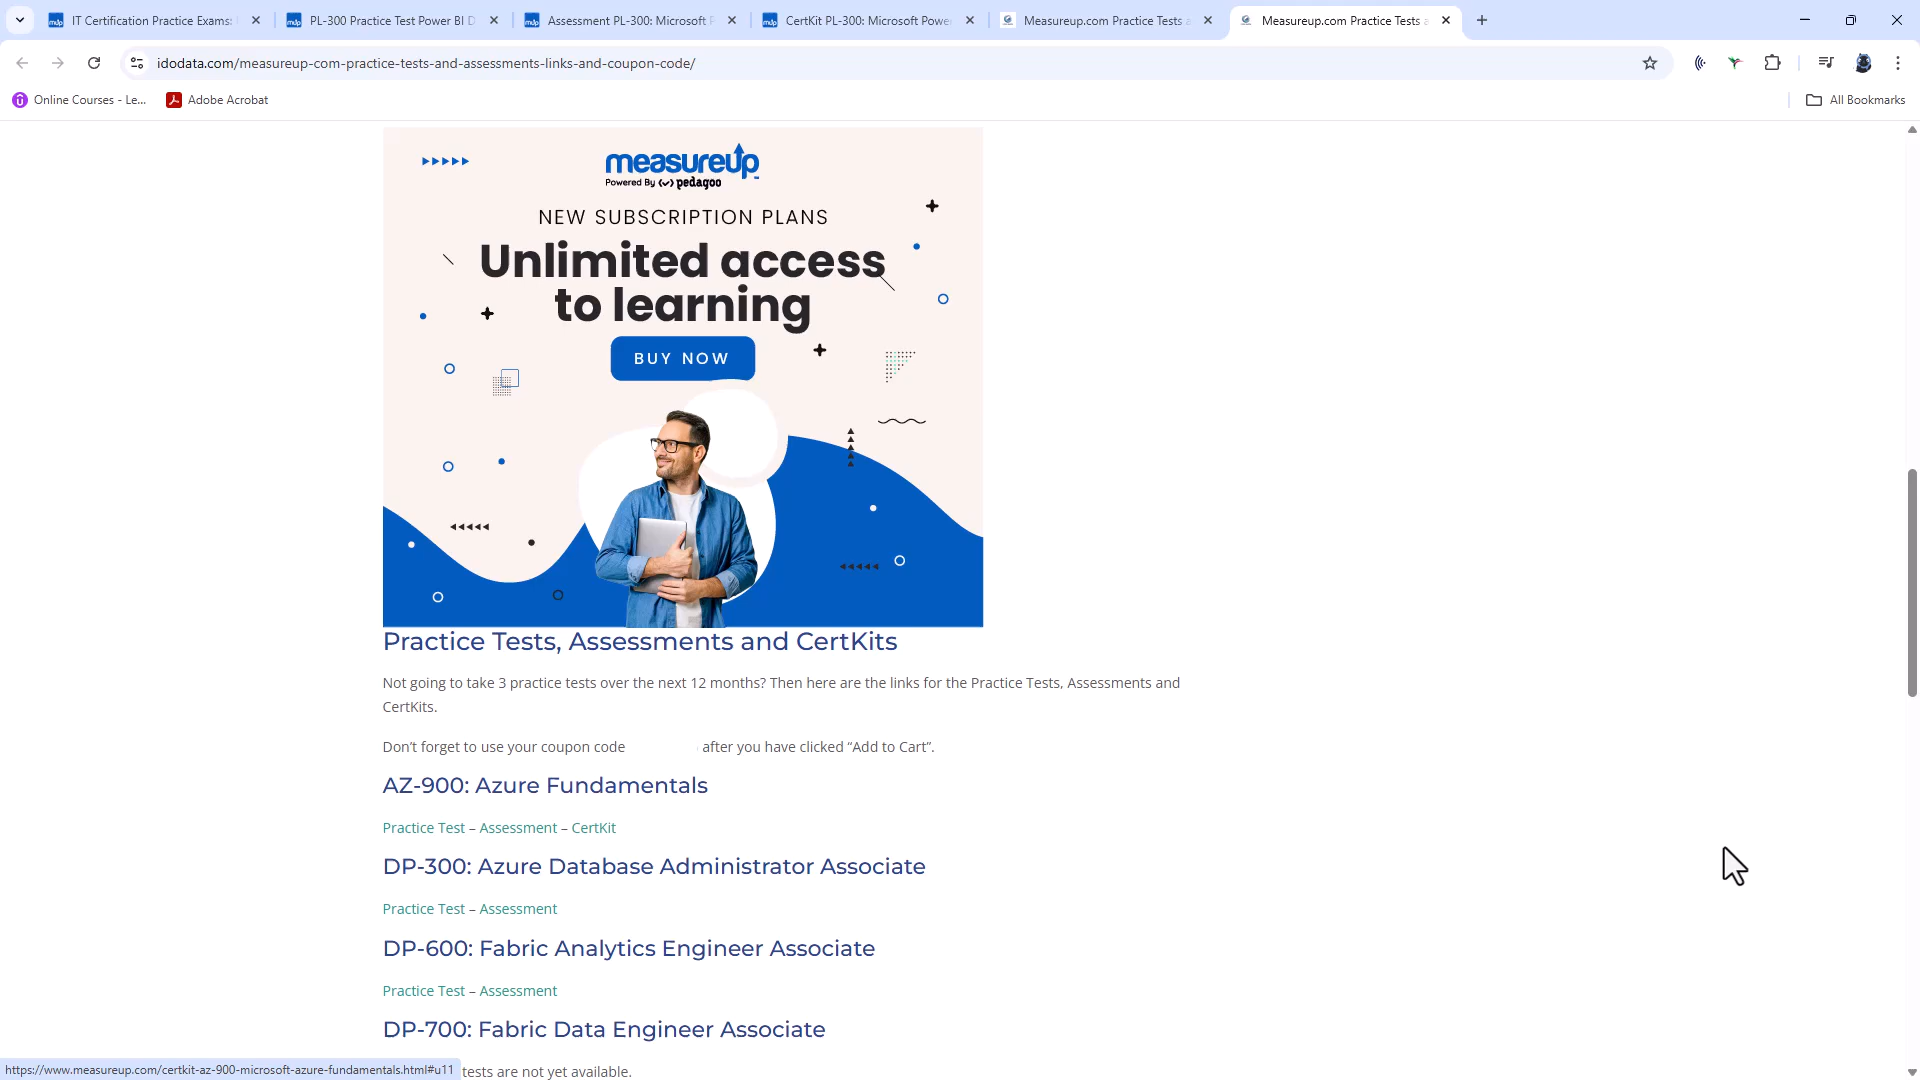 IT Certification Practice Exams:
PL-300 Practice Test Power BI D
Assessment PL-300: Microsoft P
CertKit PL-300: Microsoft Powe
Measureup.com Practice Tests a
Measureup.com Practice Tests a
idodata.com/measureup-com-practice-tests-and-assessments-links-and-coupon-code/
Online Courses - Le...
Adobe Acrobat
All Bookmarks
measureup
Powered By pedagoo
NEW SUBSCRIPTION PLANS
Unlimited access
to learning
BUY NOW
Practice Tests, Assessments and CertKits
Not going to take 3 practice tests over the next 12 months? Then here are the links for the Practice Tests, Assessments and
CertKits.
Don't forget to use your coupon code after you have clicked “Add to Cart”.
AZ-900: Azure Fundamentals
Practice Test – Assessment – CertKit
DP-300: Azure Database Administrator Associate
Practice Test – Assessment
DP-600: Fabric Analytics Engineer Associate
Practice Test – Assessment
DP-700: Fabric Data Engineer Associate
tests are not yet available.
https://www.measureup.com/certkit-az-900-microsoft-azure-fundamentals.html#u11